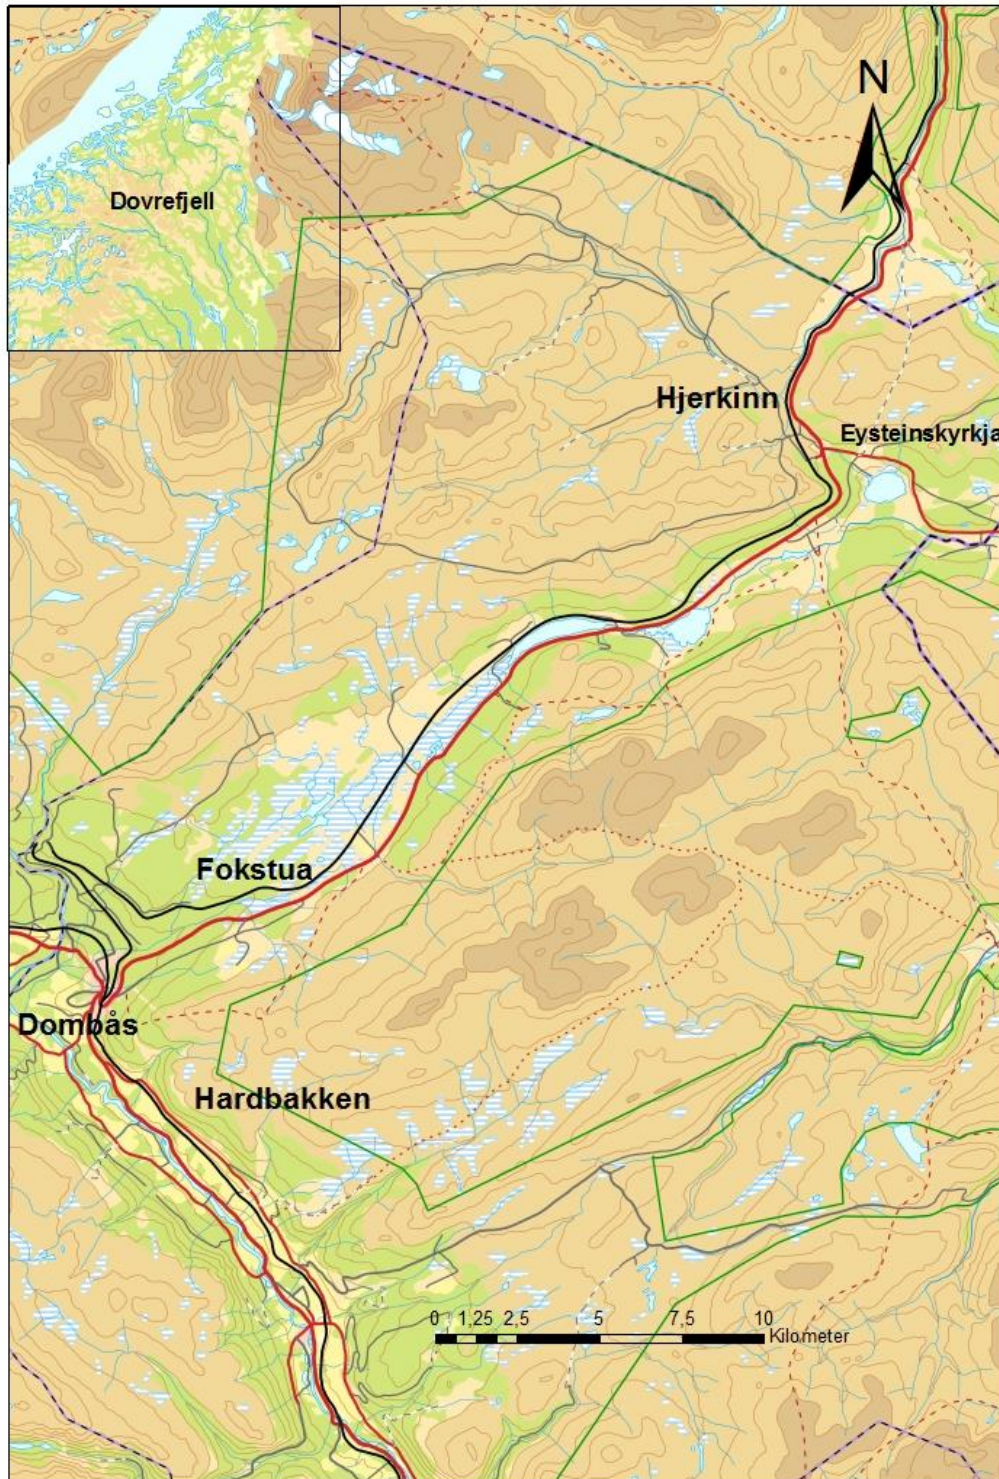 N
Dovrefjell
Hjerkinn
Eysteinskyrkja
Fokstua
Dombås
Hardbakken
0 1,25 2,5 5 7,5 10
Kilometer